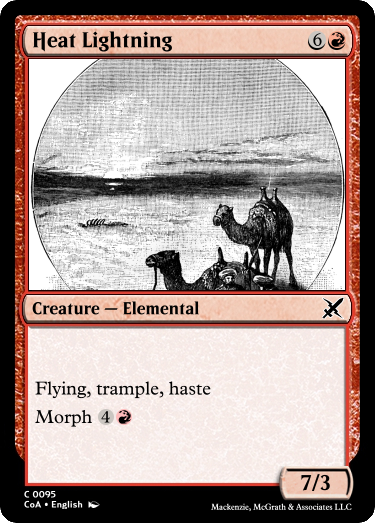 Heat Lightning 6
Creature — Elemental
Flying, trample, haste
Morph 4
7/3
C 0095
CoA • English
Mackenzie, McGrath & Associates LLC